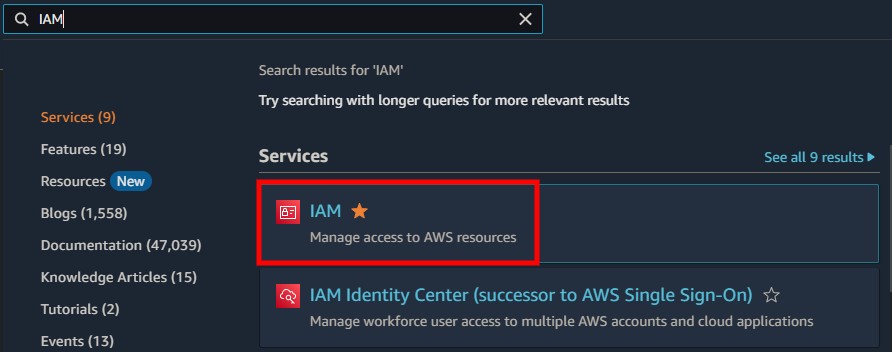 IAM
Search results for 'IAM'
Try searching with longer queries for more relevant results
Services (9)
Features (19)
Resources New
Blogs (1,558)
Documentation (47,039)
Knowledge Articles (15)
Tutorials (2)
Events (13)
Services
See all 9 results
IAM
Manage access to AWS resources
IAM Identity Center (successor to AWS Single Sign-On)
Manage workforce user access to multiple AWS accounts and cloud applications